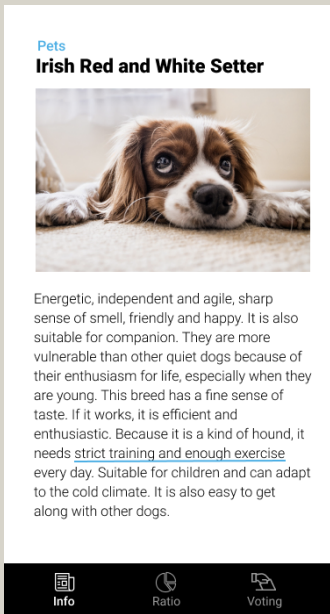 Pets
Irish Red and White Setter
Energetic, independent and agile, sharp
sense of smell, friendly and happy. It is also
suitable for companion. They are more
vulnerable than other quiet dogs because of
their enthusiasm for life, especially when they
are young. This breed has a fine sense of
taste. If it works, it is efficient and
enthusiastic. Because it is a kind of hound, it
needs strict training and enough exercise
every day. Suitable for children and can adapt
to the cold climate. It is also easy to get
along with other dogs.
Info Ratio Voting